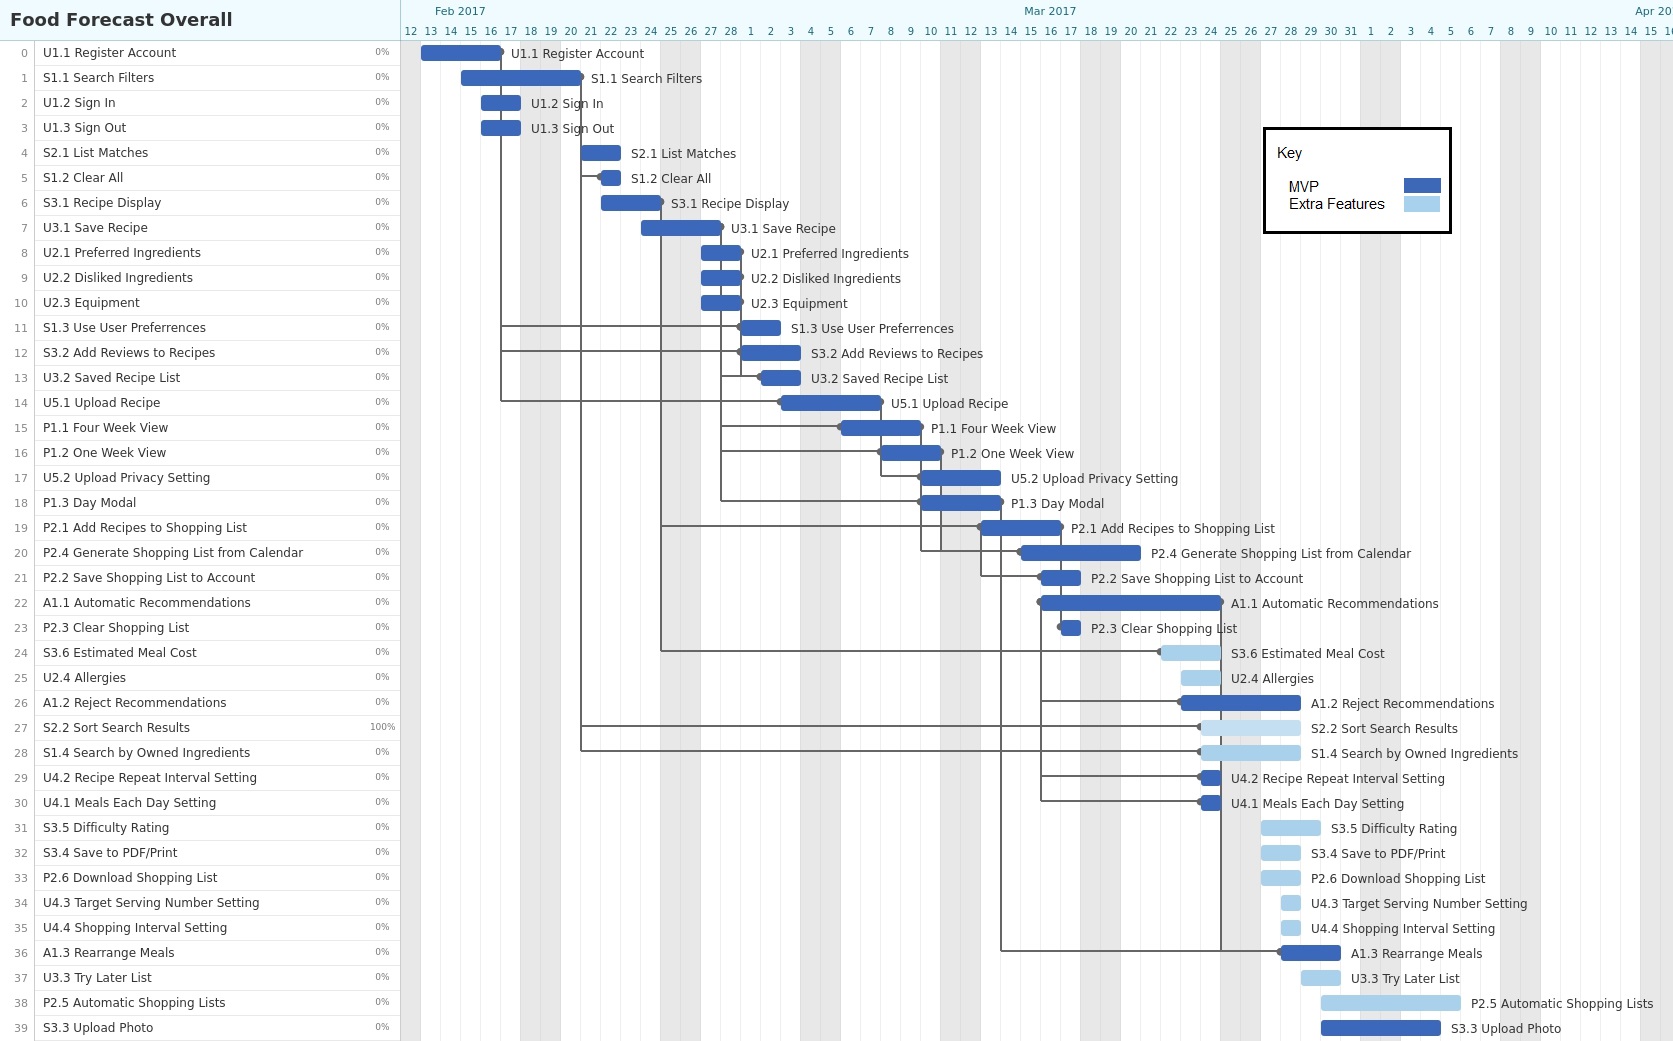 Food Forecast Overall
Feb 2017 Mar 2017 Apr 20
12 13 14 15 16 17 18 19 20 21 22 23 24 25 26 27 28 1 2 3 4 5 6 7 8 9 10 11 12 13 14 15 16 17 18 19 20 21 22 23 24 25 26 27 28 29 30 31 1 2 3 4 5 6 7 8 9 10 11 12 13 14 15 16
0 U1.1 Register Account 0% U1.1 Register Account
1 S1.1 Search Filters 0% S1.1 Search Filters
2 U1.2 Sign In 0% U1.2 Sign In
3 U1.3 Sign Out 0% U1.3 Sign Out
4 S2.1 List Matches 0% S2.1 List Matches
Key
5 S1.2 Clear All 0% S1.2 Clear All
MVP
6 S3.1 Recipe Display 0% S3.1 Recipe Display
Extra Features
7 U3.1 Save Recipe 0% U3.1 Save Recipe
8 U2.1 Preferred Ingredients 0% U2.1 Preferred Ingredients
9 U2.2 Disliked Ingredients 0% U2.2 Disliked Ingredients
10 U2.3 Equipment 0% U2.3 Equipment
11 S1.3 Use User Preferrences 0% S1.3 Use User Preferrences
12 S3.2 Add Reviews to Recipes 0% S3.2 Add Reviews to Recipes
13 U3.2 Saved Recipe List 0% U3.2 Saved Recipe List
14 U5.1 Upload Recipe 0% U5.1 Upload Recipe
15 P1.1 Four Week View 0% P1.1 Four Week View
16 P1.2 One Week View 0% P1.2 One Week View
17 U5.2 Upload Privacy Setting 0% U5.2 Upload Privacy Setting
18 P1.3 Day Modal 0% P1.3 Day Modal
19 P2.1 Add Recipes to Shopping List 0% P2.1 Add Recipes to Shopping List
20 P2.4 Generate Shopping List from Calendar 0% P2.4 Generate Shopping List from Calendar
21 P2.2 Save Shopping List to Account 0% P2.2 Save Shopping List to Account
22 A1.1 Automatic Recommendations 0% A1.1 Automatic Recommendations
23 P2.3 Clear Shopping List 0% P2.3 Clear Shopping List
24 S3.6 Estimated Meal Cost 0% S3.6 Estimated Meal Cost
25 U2.4 Allergies 0% U2.4 Allergies
26 A1.2 Reject Recommendations 0% A1.2 Reject Recommendations
27 S2.2 Sort Search Results 100% S2.2 Sort Search Results
28 S1.4 Search by Owned Ingredients 0% S1.4 Search by Owned Ingredients
29 U4.2 Recipe Repeat Interval Setting 0% U4.2 Recipe Repeat Interval Setting
30 U4.1 Meals Each Day Setting 0% U4.1 Meals Each Day Setting
31 S3.5 Difficulty Rating 0% S3.5 Difficulty Rating
32 S3.4 Save to PDF/Print 0% S3.4 Save to PDF/Print
33 P2.6 Download Shopping List 0% P2.6 Download Shopping List
34 U4.3 Target Serving Number Setting 0% U4.3 Target Serving Number Setting
35 U4.4 Shopping Interval Setting 0% U4.4 Shopping Interval Setting
36 A1.3 Rearrange Meals 0% A1.3 Rearrange Meals
37 U3.3 Try Later List 0% U3.3 Try Later List
38 P2.5 Automatic Shopping Lists 0% P2.5 Automatic Shopping Lists
39 S3.3 Upload Photo 0% S3.3 Upload Photo